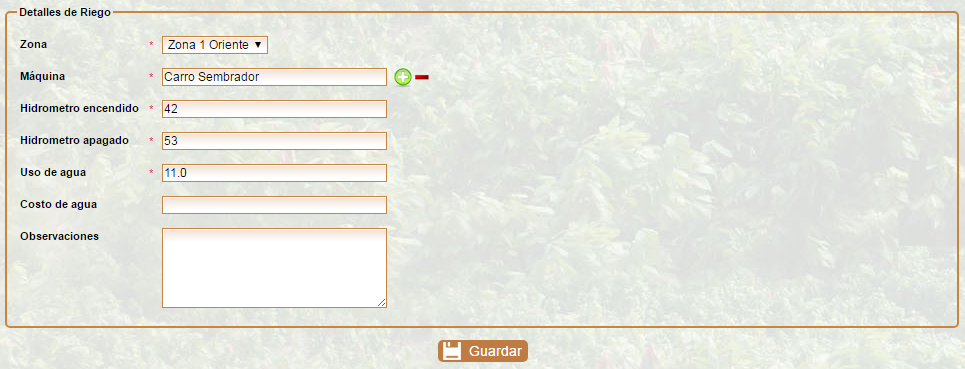 Detalles de Riego
Zona * Zona 1 Oriente
Máquina * Carro Sembrador
Hidrometro encendido * 42
Hidrometro apagado * 53
Uso de agua * 11.0
Costo de agua
Observaciones
Guardar